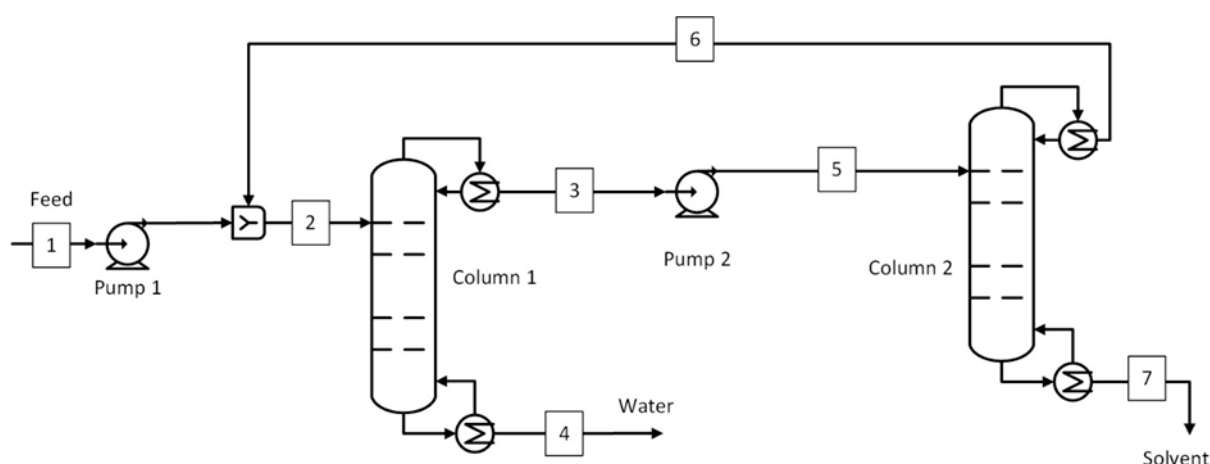 6
Feed
1
Pump 1
2
Column 1
3
Pump 2
5
Column 2
4
Water
7
Solvent